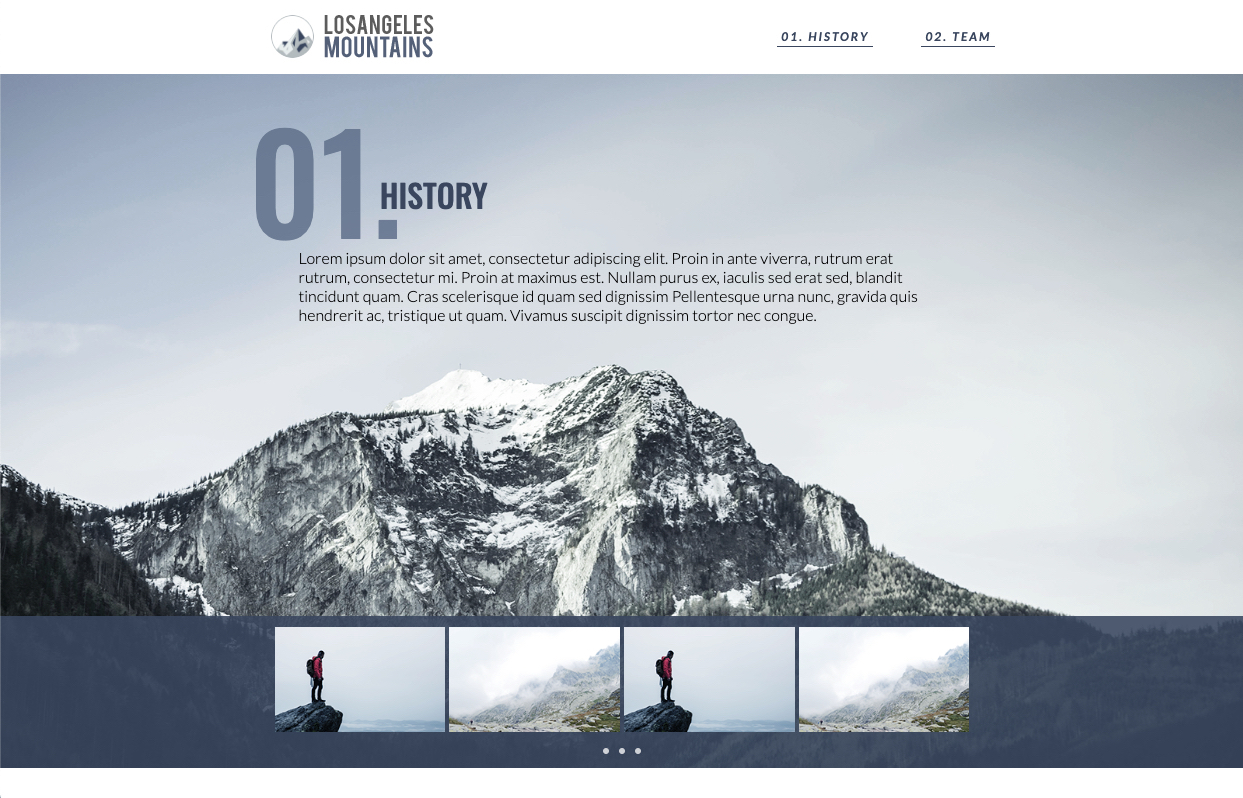 LOSANGELES
MOUNTAINS
01. HISTORY
02. TEAM
01.
HISTORY
Lorem ipsum dolor sit amet, consectetur adipiscing elit. Proin in ante viverra, rutrum erat
rutrum, consectetur mi. Proin at maximus est. Nullam purus ex, iaculis sed erat sed, blandit
tincidunt quam. Cras scelerisque id quam sed dignissim Pellentesque urna nunc, gravida quis
hendrerit ac, tristique ut quam. Vivamus suscipit dignissim tortor nec congue.